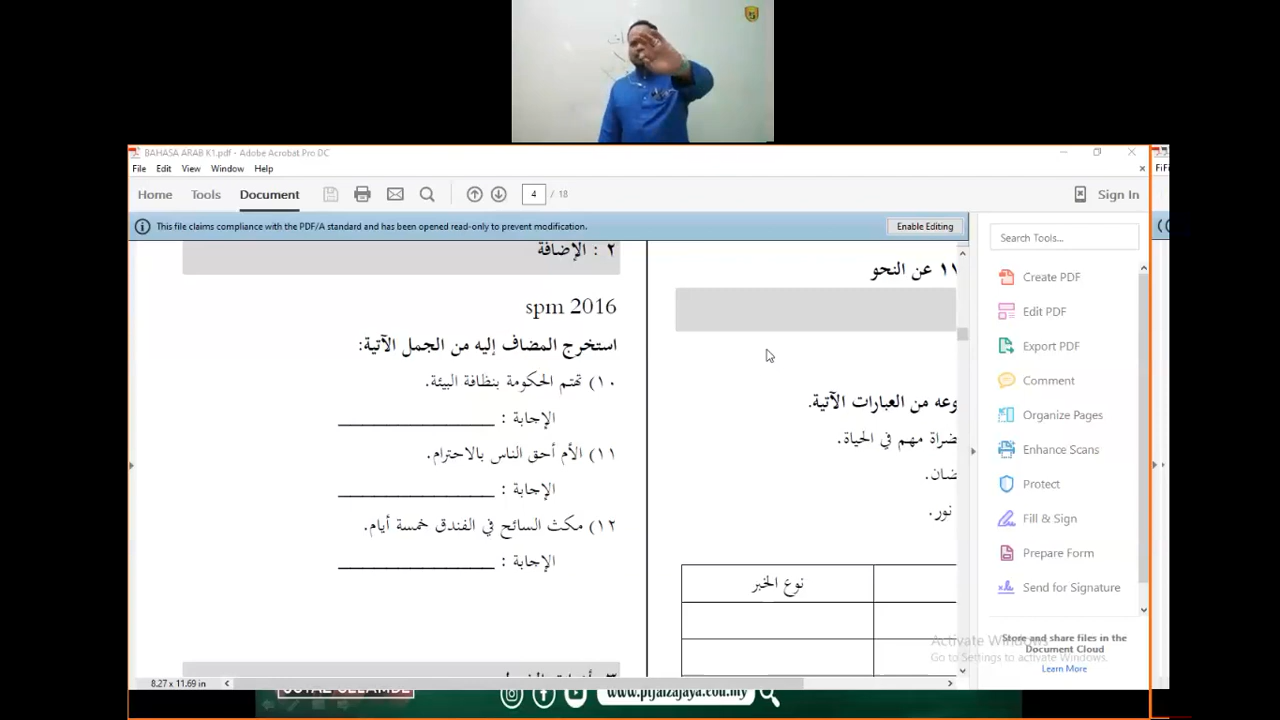 BAHASA ARAB K1.pdf - Adobe Acrobat Pro DC
File Edit View Window Help
Home Tools Document 4 / 18 Sign In
This file claims compliance with the PDF/A standard and has been opened read-only to prevent modification. Enable Editing
٢ : الإضافة
spm 2016
استخرج المضاف إليه من الجمل الآتية:
١٠) تهتم الحكومة بنظافة البيئة.
الإجابة :
١١) الأم أحق الناس بالاحترام.
الإجابة :
١٢) مكث السائح في الفندق خمسة أيام.
الإجابة :
١١ عن النحو
وعه من العبارات الآتية.
ضراة مهم في الحياة.
ضان.
نور.
نوع الخبر
Search Tools...
Create PDF
Edit PDF
Export PDF
Comment
Organize Pages
Enhance Scans
Protect
Fill & Sign
Prepare Form
Send for Signature
Store and share files in the
Document Cloud
Learn More
Activate Windows
Go to Settings to activate Windows.
8.27 x 11.69 in
www.ptjaizajaya.com.my